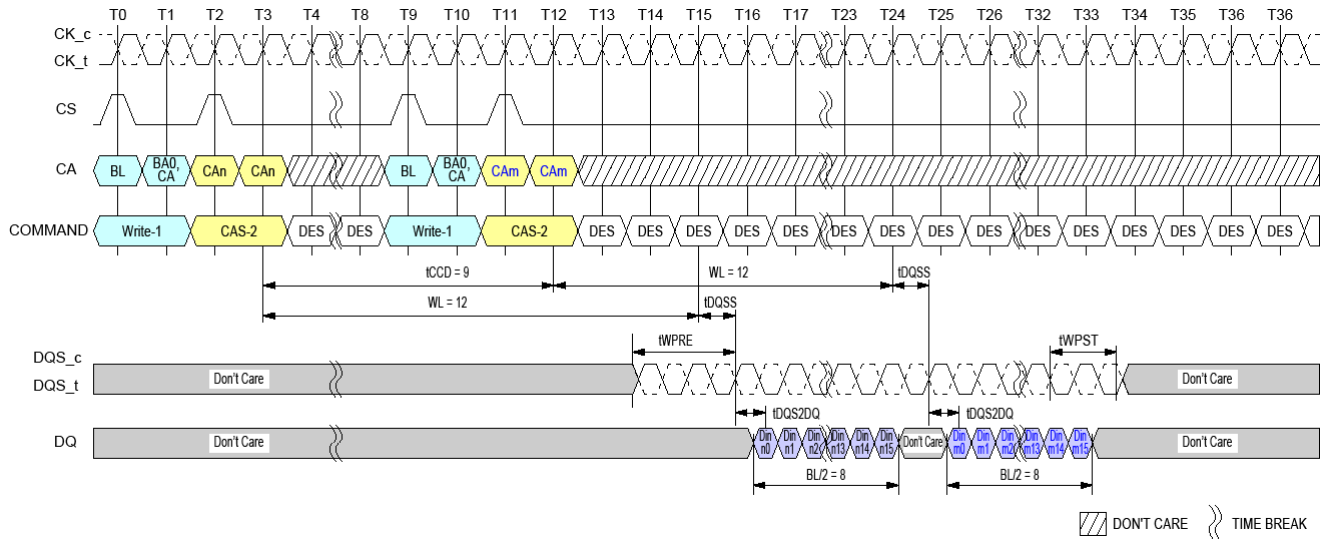 T0 T1 T2 T3 T4 T8 T9 T10 T11 T12 T13 T14 T15 T16 T17 T23 T24 T25 T26 T32 T33 T34 T35 T36 T36
CK_c
CK_t
CS
CA BL BA0, CA CAn CAn BL BA0, CA CAm CAm
COMMAND Write-1 CAS-2 DES DES Write-1 CAS-2 DES DES DES DES DES DES DES DES DES DES DES DES DES DES DES
tCCD = 9 WL = 12 tDQSS
WL = 12 tDQSS
tWPRE tWPST
DQS_c
DQS_t Don't Care Don't Care
tDQS2DQ tDQS2DQ
DQ Don't Care Din n0 Din n1 Din n2 Din n13 Din n14 Din n15 Don't Care Din m0 Din m1 Din m2 Din m13 Din m14 Din m15 Don't Care
BL/2 = 8 BL/2 = 8
DON'T CARE TIME BREAK